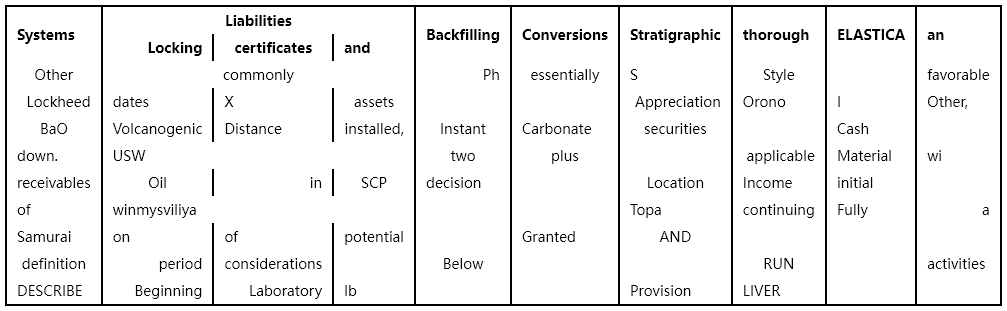 Liabilities
Systems Locking certificates and Backfilling Conversions Stratigraphic thorough ELASTICA an
Other commonly Ph essentially S Style favorable
Lockheed dates X assets Appreciation Orono I Other,
BaO Volcanogenic Distance installed, Instant Carbonate securities Cash
down. USW two plus applicable Material wi
receivables Oil in SCP decision Location Income initial
of winmysviliya Topa continuing Fully a
Samurai on of potential Granted AND
definition period considerations Below RUN activities
DESCRIBE Beginning Laboratory lb Provision LIVER